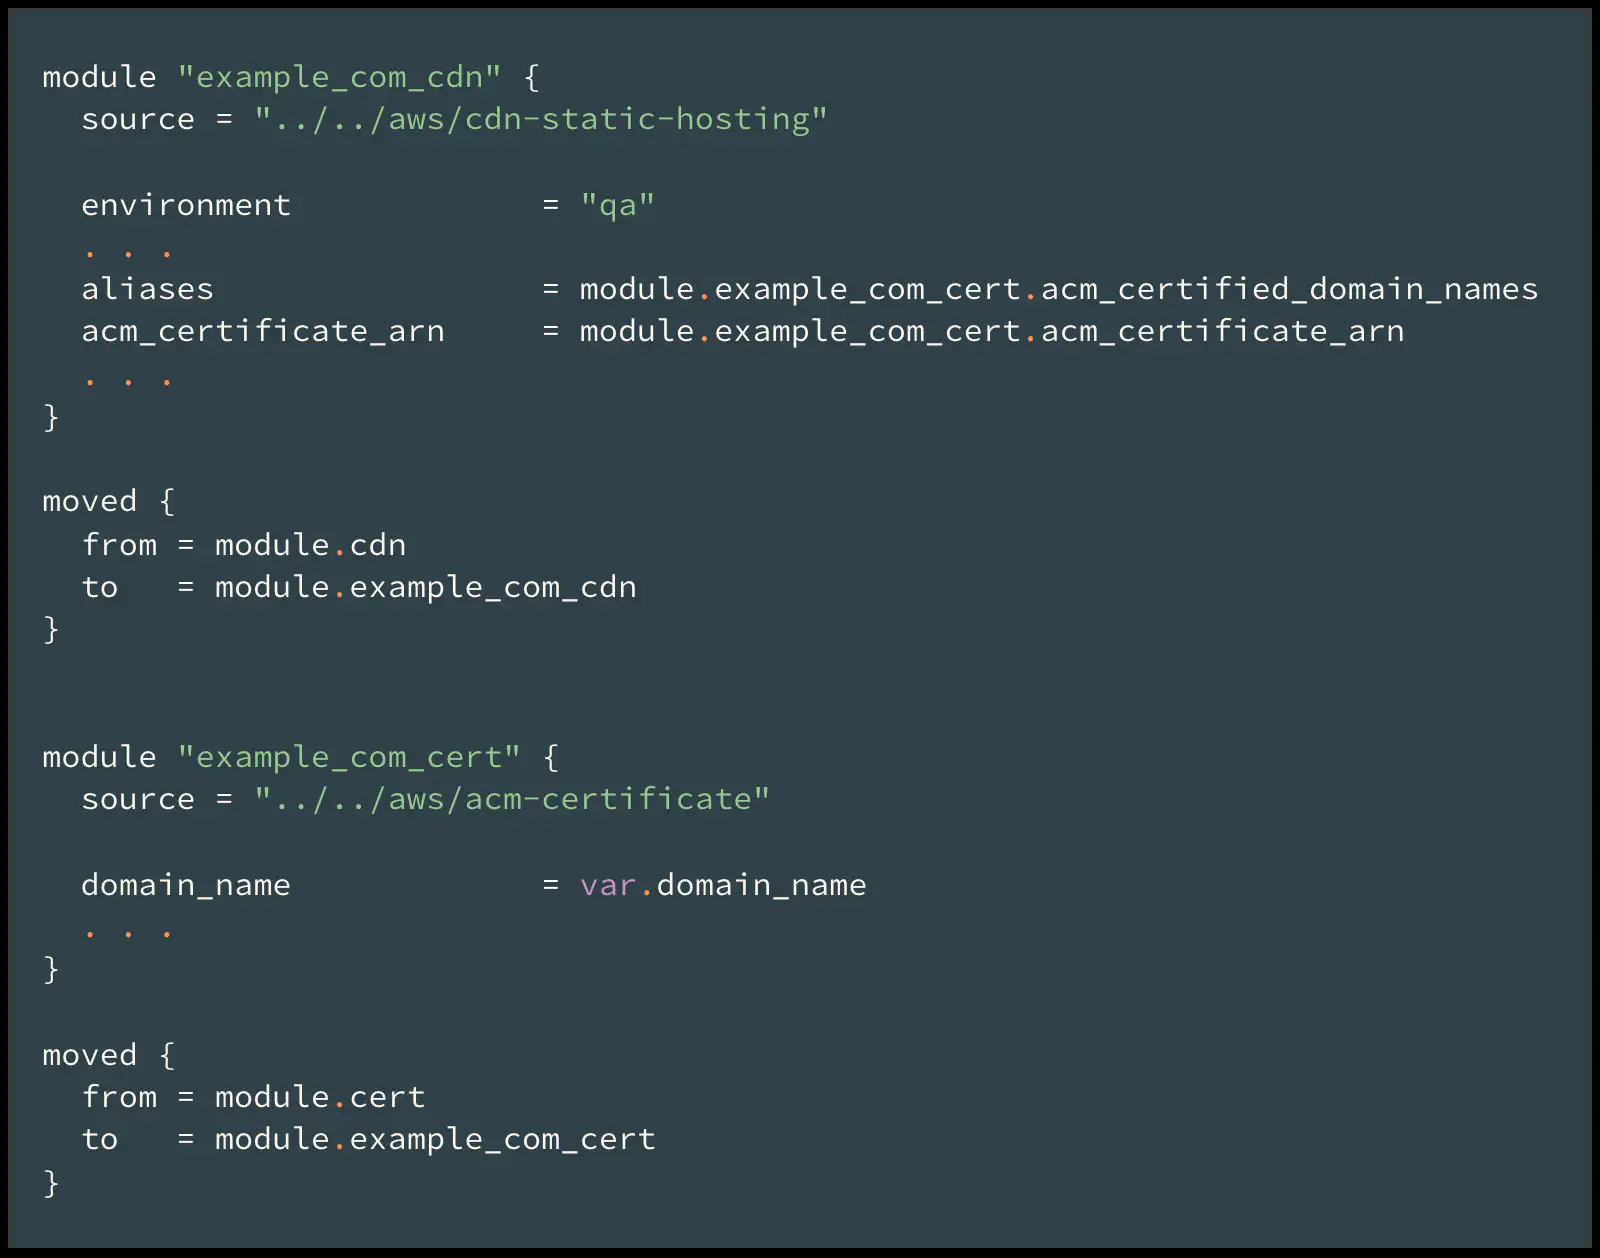 module "example_com_cdn" {
  source = "../../aws/cdn-static-hosting"
  environment             = "qa"
  . . .
  aliases                 = module.example_com_cert.acm_certified_domain_names
  acm_certificate_arn     = module.example_com_cert.acm_certificate_arn
  . . .
}
moved {
  from = module.cdn
  to   = module.example_com_cdn
}
module "example_com_cert" {
  source = "../../aws/acm-certificate"
  domain_name             = var.domain_name
  . . .
}
moved {
  from = module.cert
  to   = module.example_com_cert
}